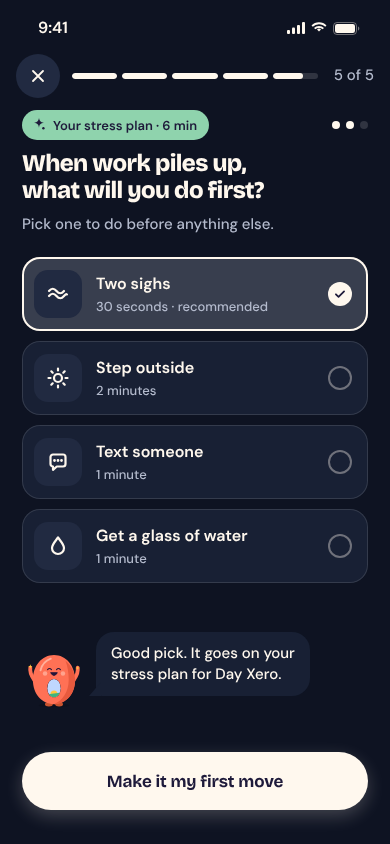 9:41
5 of 5
Your stress plan · 6 min
When work piles up,
what will you do first?
Pick one to do before anything else.
Two sighs
30 seconds · recommended
Step outside
2 minutes
Text someone
1 minute
Get a glass of water
1 minute
Good pick. It goes on your
stress plan for Day Xero.
Make it my first move